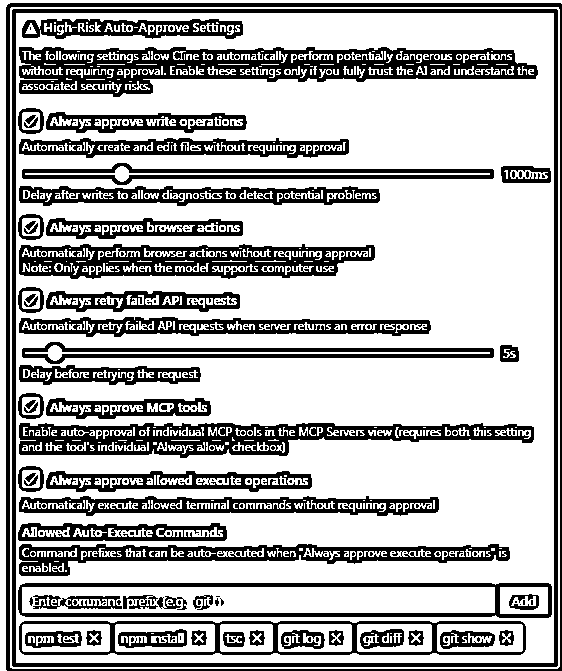 ⚠ High-Risk Auto-Approve Settings
The following settings allow Cline to automatically perform potentially dangerous operations
without requiring approval. Enable these settings only if you fully trust the AI and understand the
associated security risks.
Always approve write operations
Automatically create and edit files without requiring approval
1000ms
Delay after writes to allow diagnostics to detect potential problems
Always approve browser actions
Automatically perform browser actions without requiring approval
Note: Only applies when the model supports computer use
Always retry failed API requests
Automatically retry failed API requests when server returns an error response
5s
Delay before retrying the request
Always approve MCP tools
Enable auto-approval of individual MCP tools in the MCP Servers view (requires both this setting
and the tool's individual "Always allow" checkbox)
Always approve allowed execute operations
Automatically execute allowed terminal commands without requiring approval
Allowed Auto-Execute Commands
Command prefixes that can be auto-executed when "Always approve execute operations" is
enabled.
Enter command prefix (e.g., 'git ') Add
npm test npm install tsc git log git diff git show